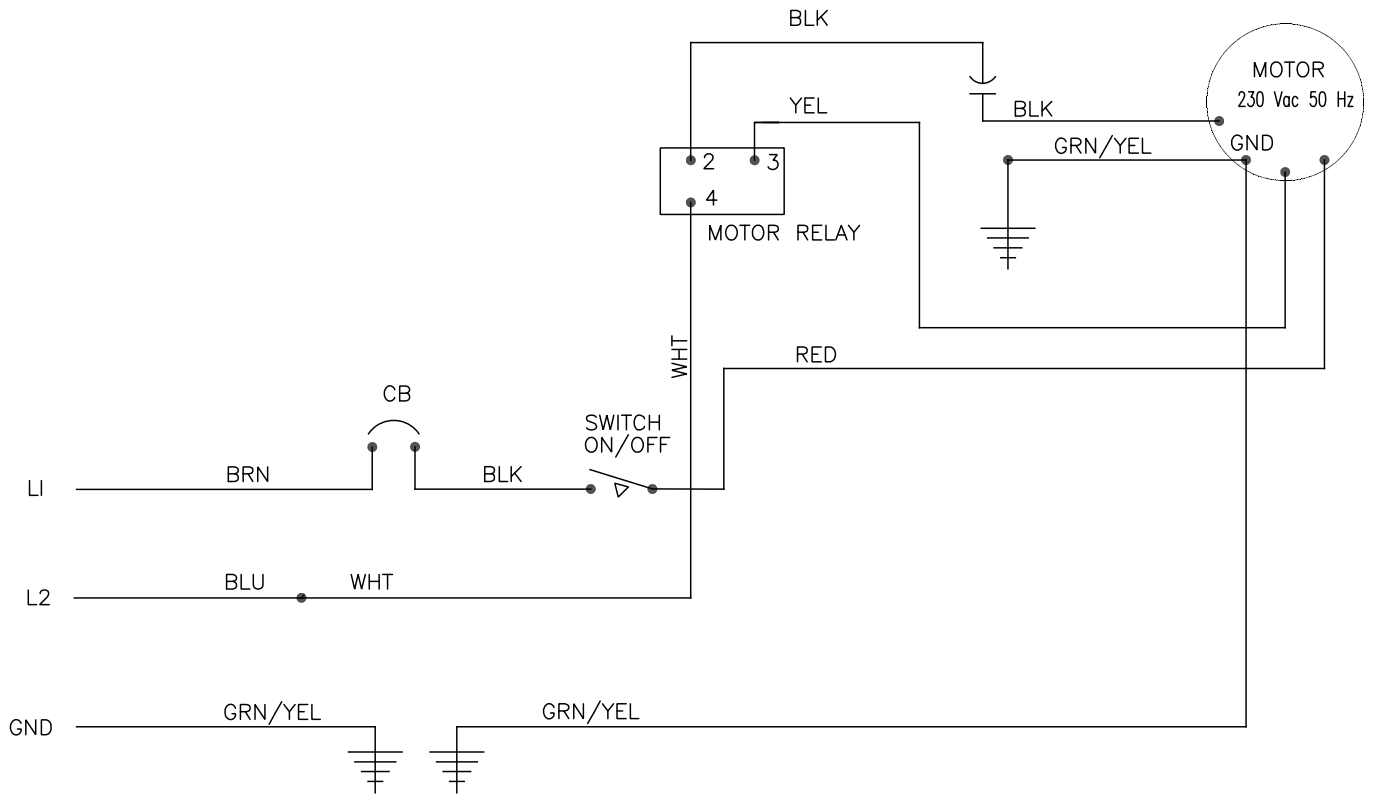 BLK
MOTOR
230 Vac 50 Hz
YEL
BLK
GND
GRN/YEL
2
3
4
MOTOR RELAY
WHT
RED
CB
SWITCH
ON/OFF
L1
BRN
BLK
L2
BLU
WHT
GND
GRN/YEL
GRN/YEL